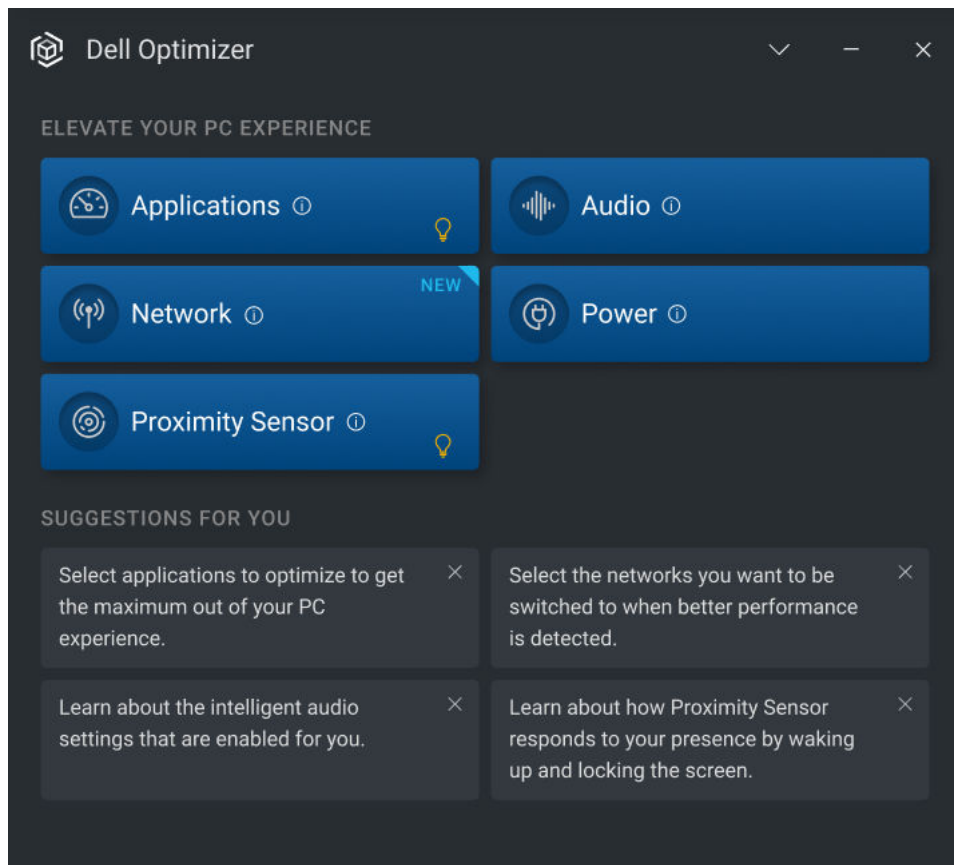 Dell Optimizer
ELEVATE YOUR PC EXPERIENCE
Applications
Audio
Network
NEW
Power
Proximity Sensor
SUGGESTIONS FOR YOU
Select applications to optimize to get
the maximum out of your PC
experience.
Select the networks you want to be
switched to when better performance
is detected.
Learn about the intelligent audio
settings that are enabled for you.
Learn about how Proximity Sensor
responds to your presence by waking
up and locking the screen.